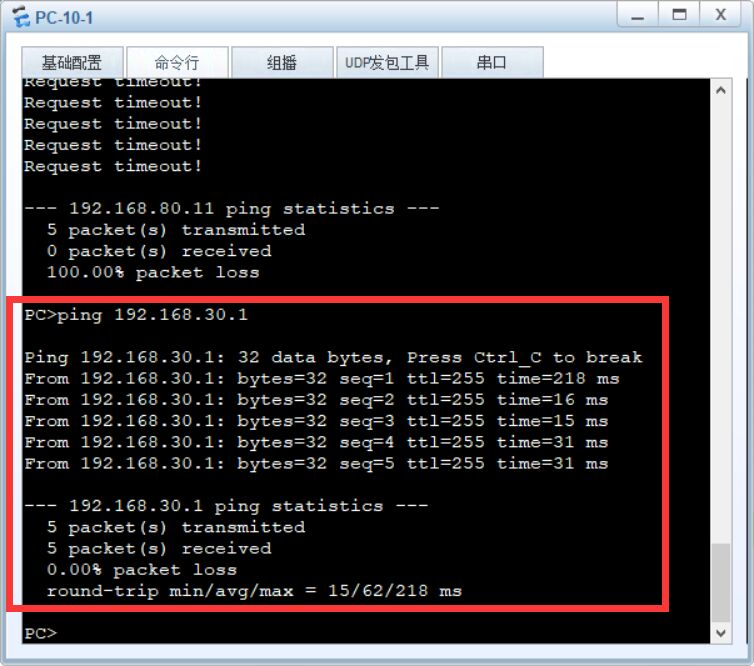 PC-10-1
基础配置 命令行 组播 UDP发包工具 串口
Request timeout!
Request timeout!
Request timeout!
Request timeout!
Request timeout!
--- 192.168.80.11 ping statistics ---
5 packet(s) transmitted
0 packet(s) received
100.00% packet loss
PC>ping 192.168.30.1
Ping 192.168.30.1: 32 data bytes, Press Ctrl_C to break
From 192.168.30.1: bytes=32 seq=1 ttl=255 time=218 ms
From 192.168.30.1: bytes=32 seq=2 ttl=255 time=16 ms
From 192.168.30.1: bytes=32 seq=3 ttl=255 time=15 ms
From 192.168.30.1: bytes=32 seq=4 ttl=255 time=31 ms
From 192.168.30.1: bytes=32 seq=5 ttl=255 time=31 ms
--- 192.168.30.1 ping statistics ---
5 packet(s) transmitted
5 packet(s) received
0.00% packet loss
round-trip min/avg/max = 15/62/218 ms
PC>